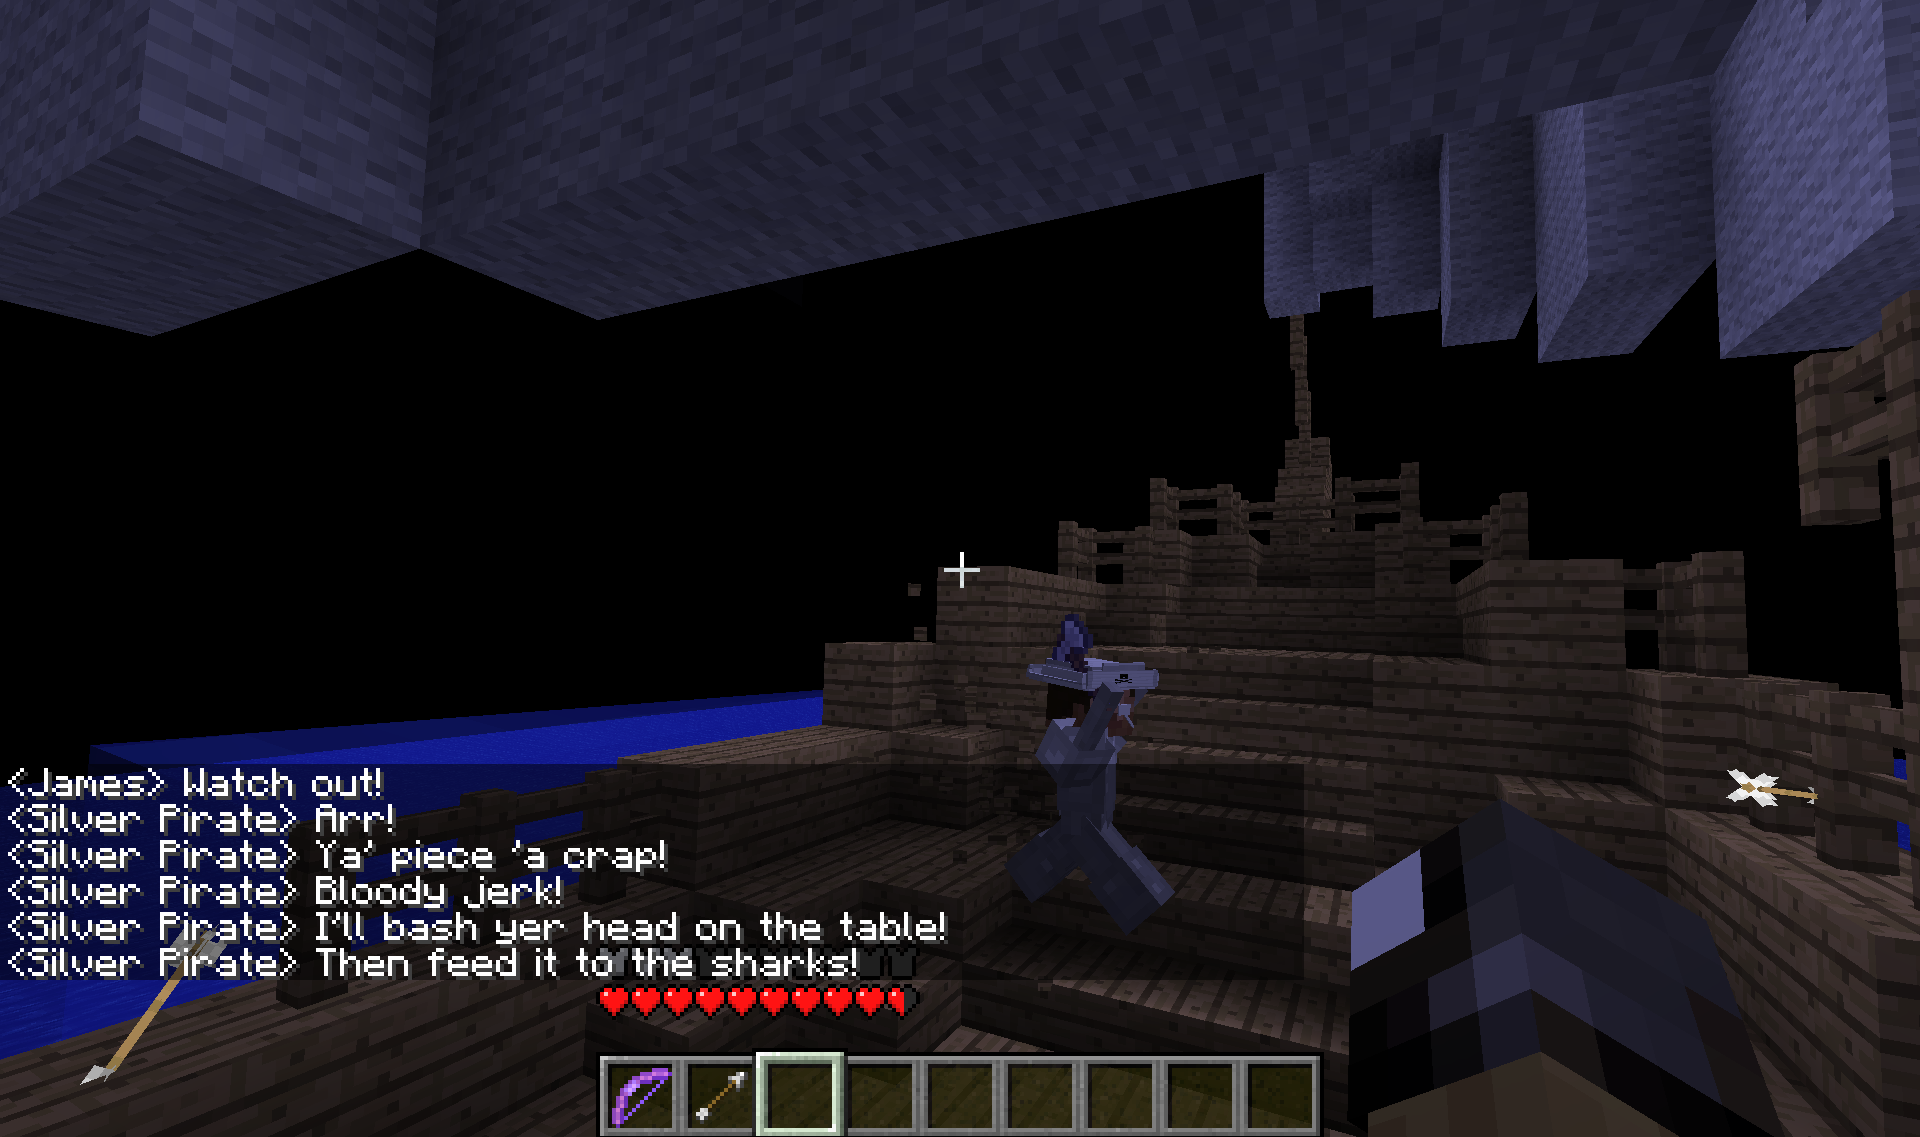 <James> Watch out!
<Silver Pirate> Arr!
<Silver Pirate> Ya' piece 'a crap!
<Silver Pirate> Bloody jerk!
<Silver Pirate> I'll bash yer head on the table!
<Silver Pirate> Then feed it to the sharks!